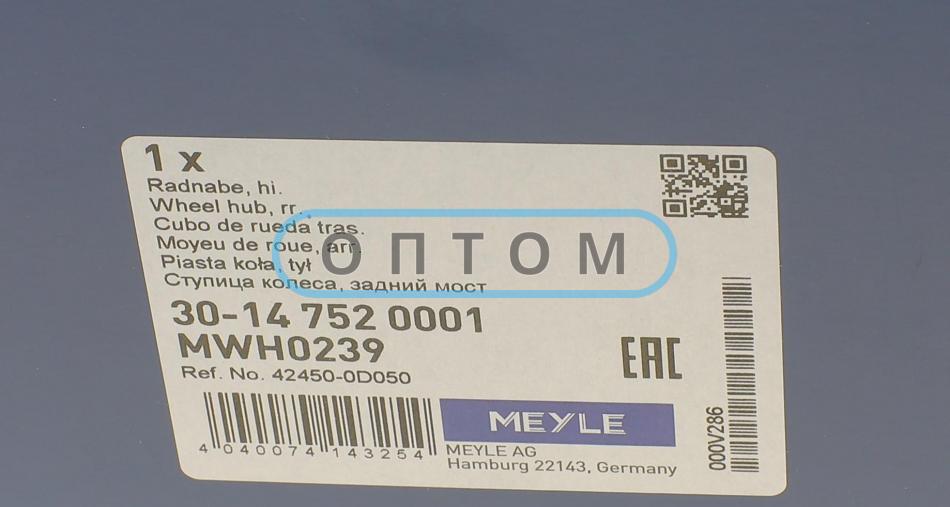 1 x
Radnabe, hi.
Wheel hub, rr.
Cubo de rueda tras.
Moyeu de roue, arr.
Piasta koła, tył
Ступица колеса, задний мост
ОПТОМ
30-14 752 0001
MWH0239
Ref. No. 42450-0D050
EAC
4 040074 143254
MEYLE
MEYLE AG
Hamburg 22143, Germany
000V286